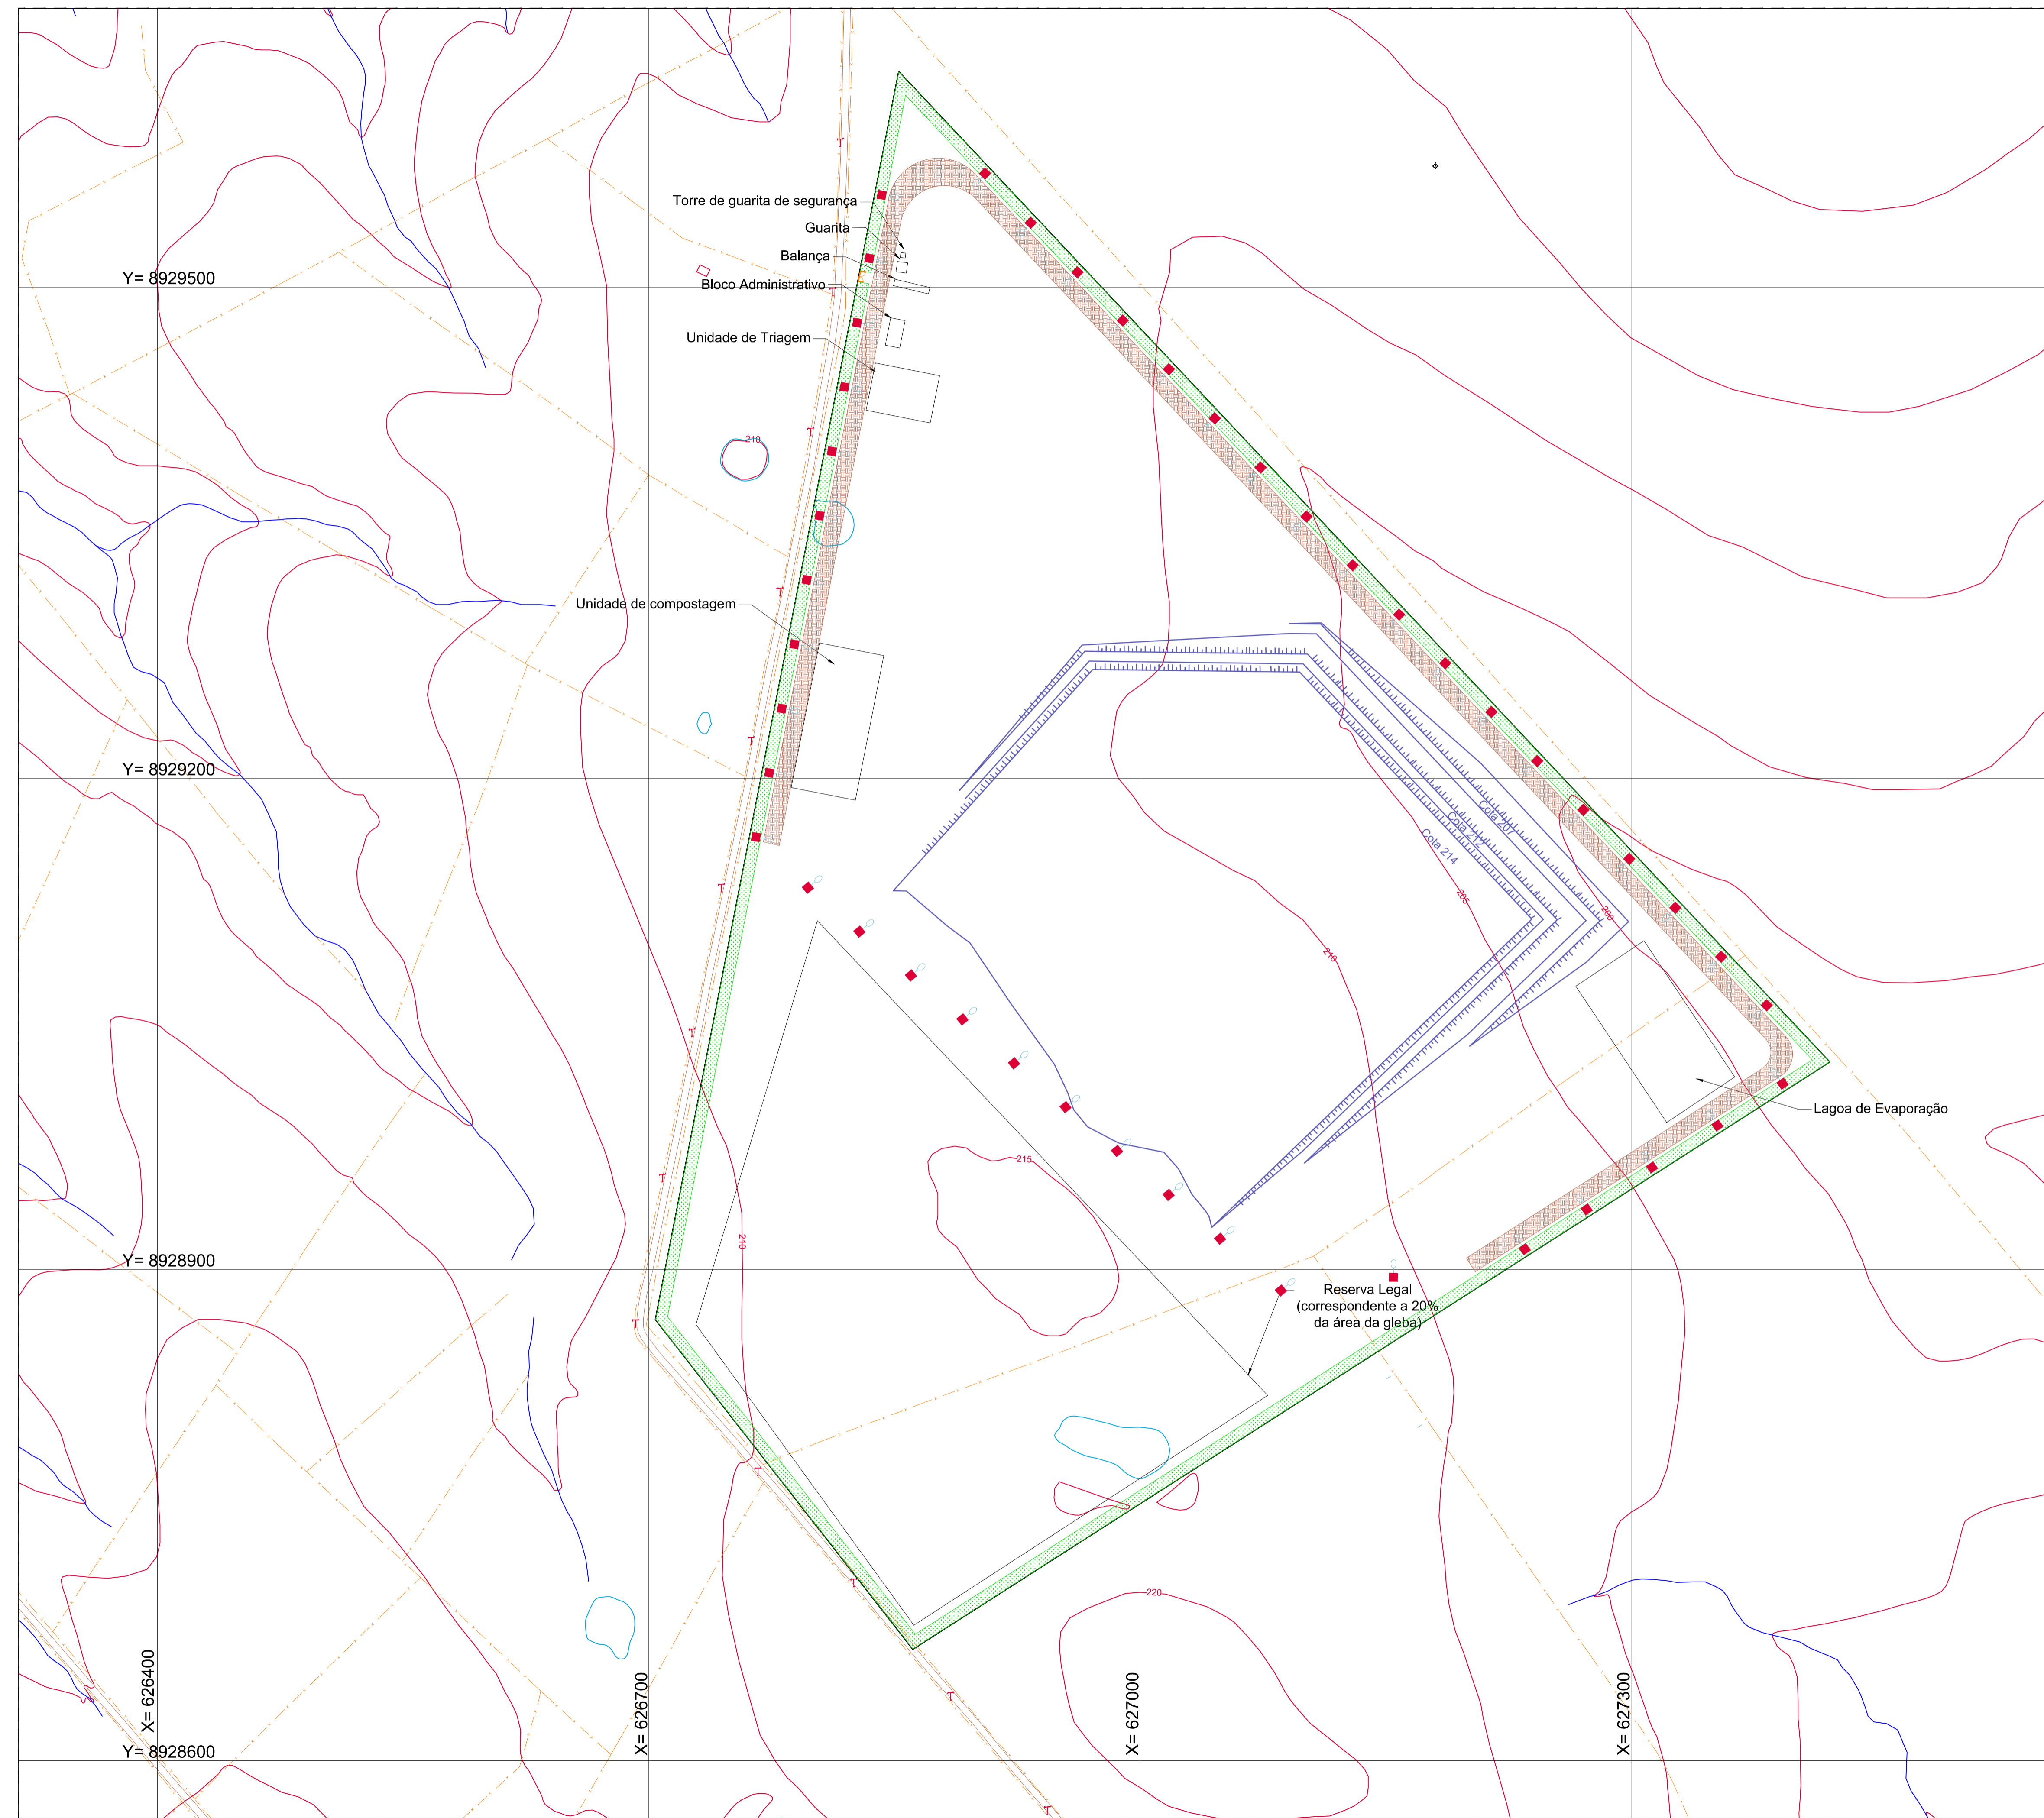 Torre de guarita de segurança
Guarita
Balança
Y= 8929500
Bloco Administrativo
Unidade de Triagem
210
Unidade de compostagem
Y= 8929200
Cota 207
Cota 212
Cota 214
205
200
210
Lagoa de Evaporação
215
210
Y= 8928900
Reserva Legal
(correspondente a 20%
da área da gleba)
220
X= 626400
X= 626700
X= 627000
X= 627300
Y= 8928600